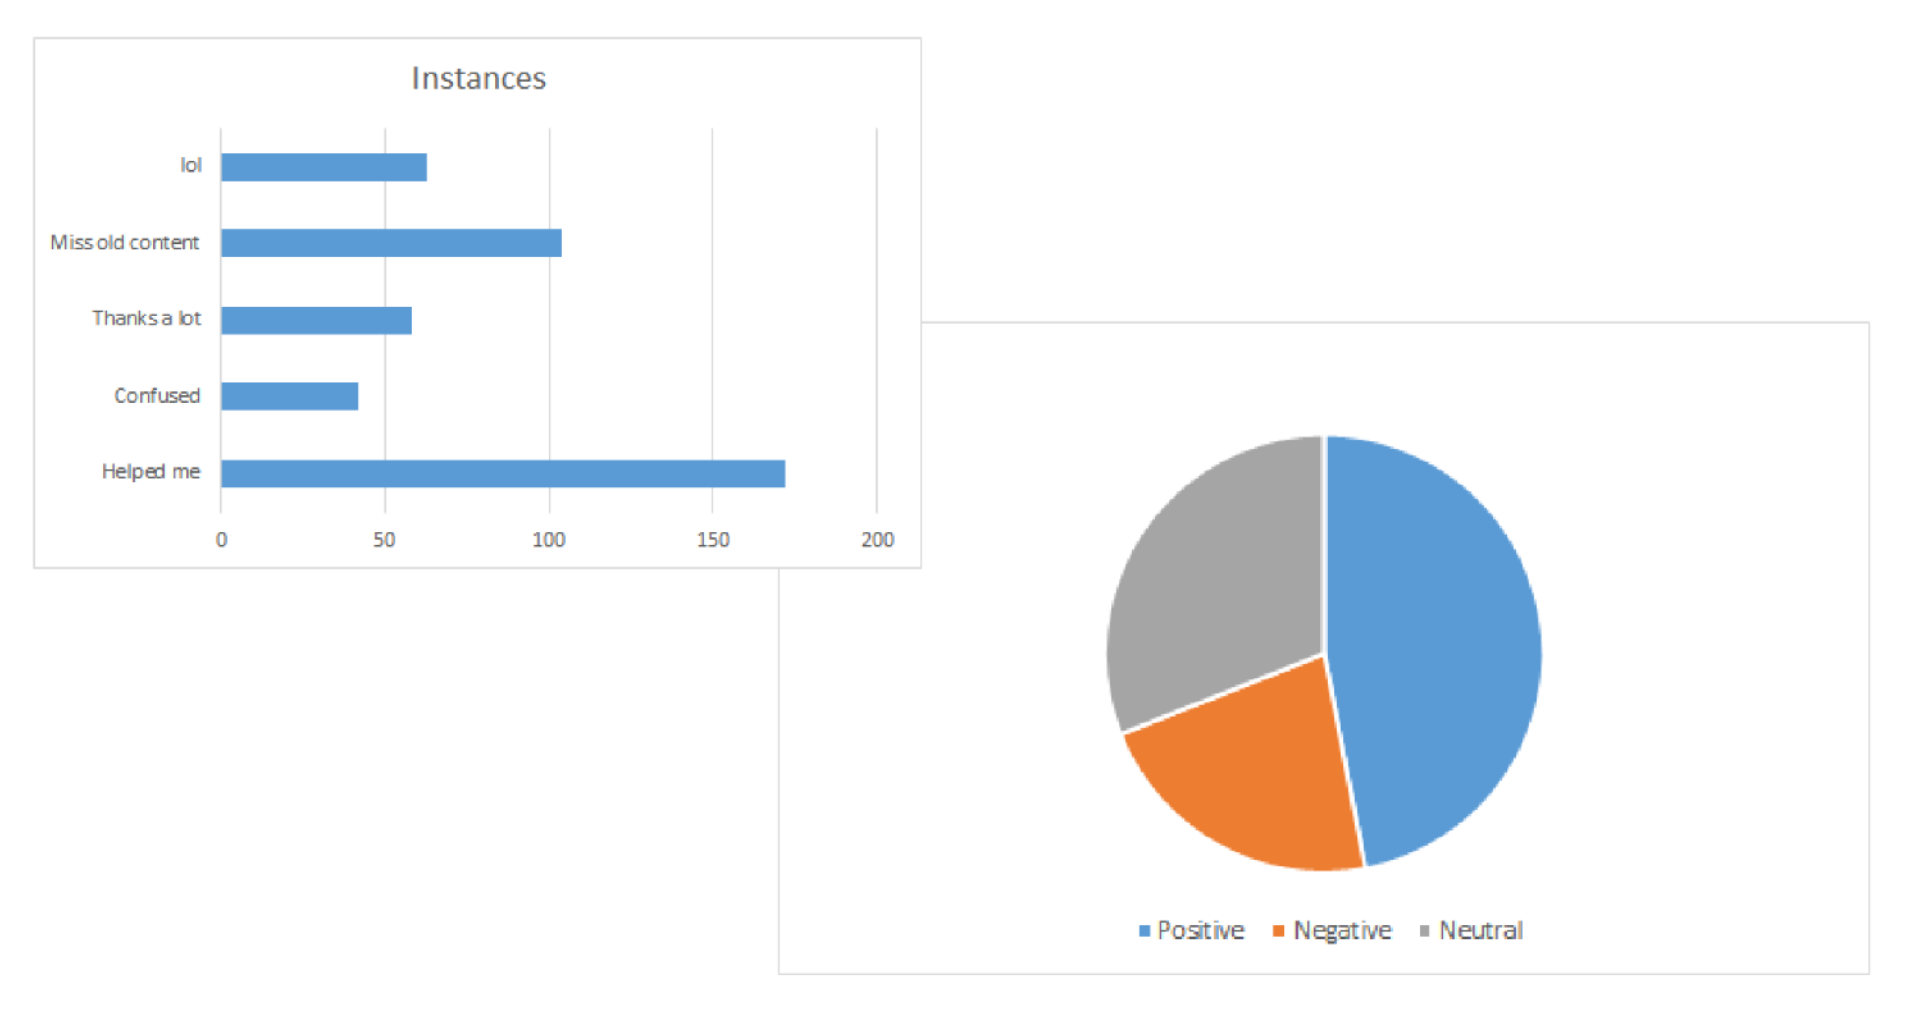 Instances
lol
Miss old content
Thanks a lot
Confused
Helped me
0 50 100 150 200
Positive Negative Neutral